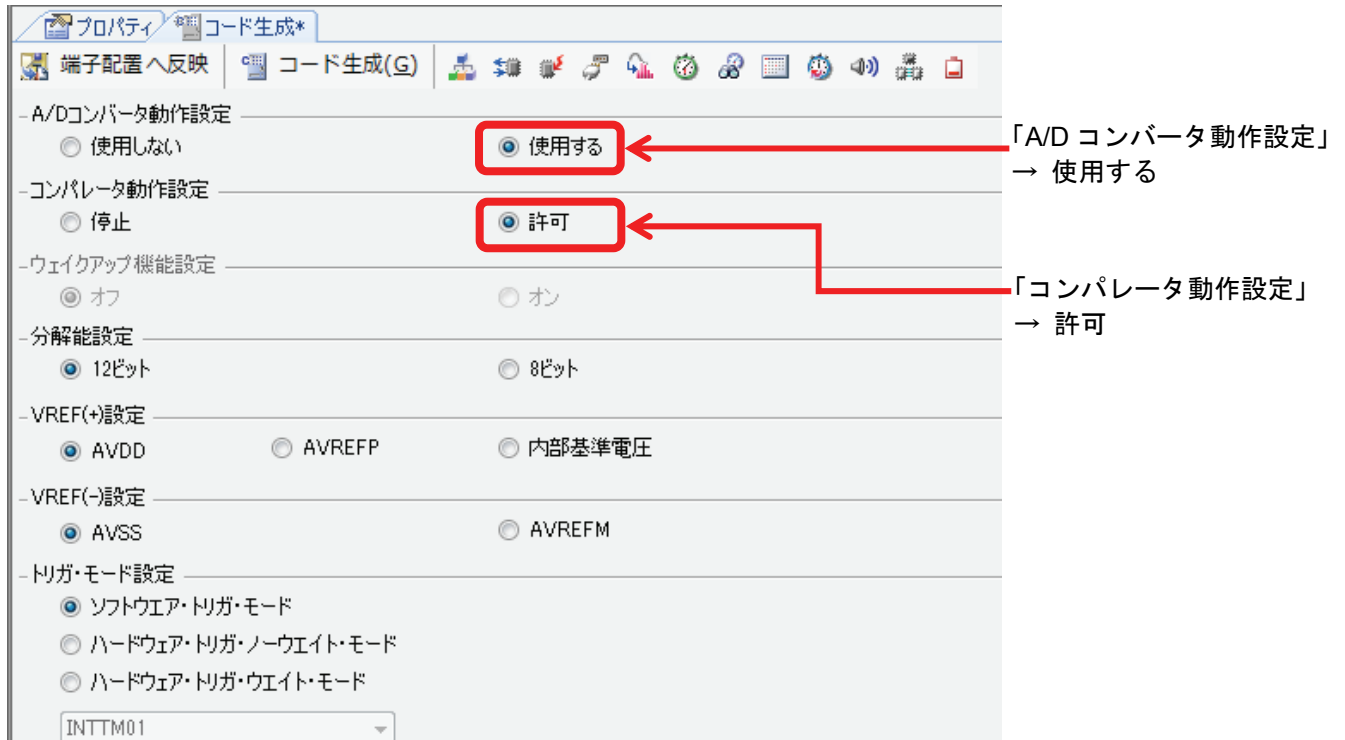 プロパティ コード生成*
端子配置へ反映 コード生成(G)
A/Dコンバータ動作設定
使用しない 使用する
「A/D コンバータ動作設定」
→ 使用する
コンパレータ動作設定
停止 許可
ウェイクアップ機能設定
オフ オン
「コンパレータ動作設定」
→ 許可
分解能設定
12ビット 8ビット
VREF(+)設定
AVDD AVREFP 内部基準電圧
VREF(-)設定
AVSS AVREFM
トリガ・モード設定
ソフトウエア・トリガ・モード
ハードウェア・トリガ・ノーウエイト・モード
ハードウェア・トリガ・ウエイト・モード
INTTM01